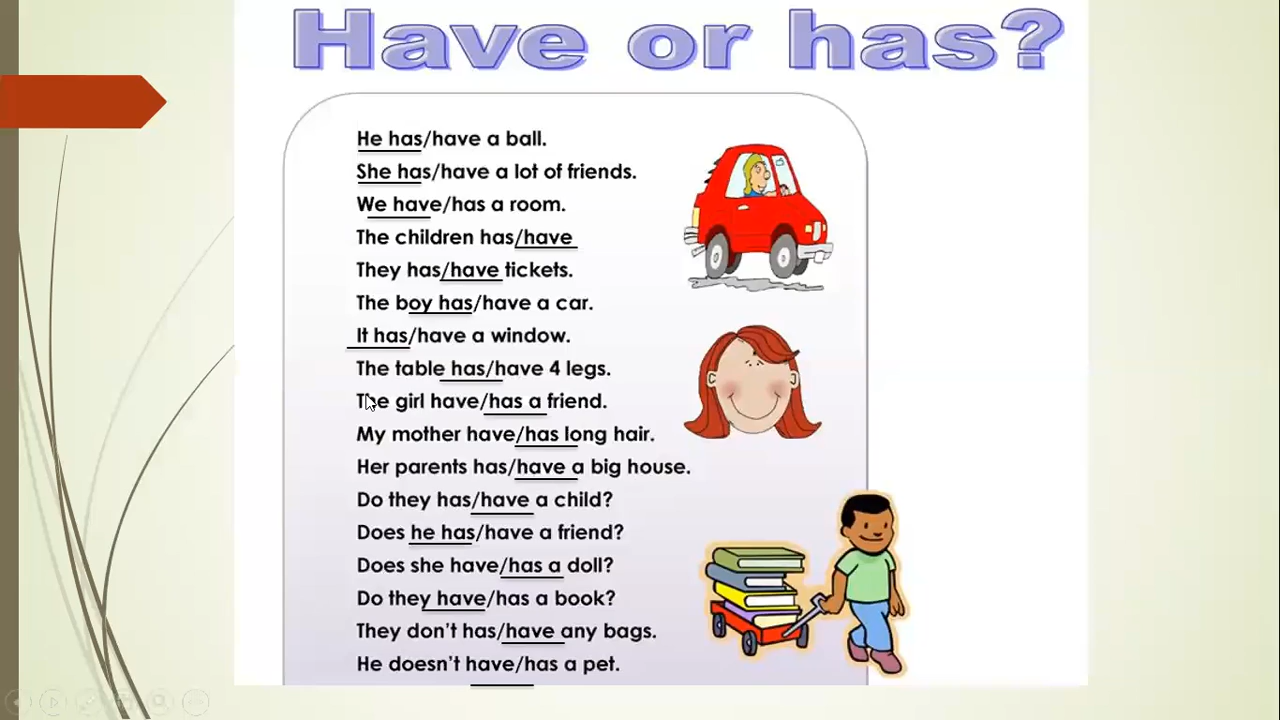 Have or has?
He has/have a ball.
She has/have a lot of friends.
We have/has a room.
The children has/have
They has/have tickets.
The boy has/have a car.
It has/have a window.
The table has/have 4 legs.
The girl have/has a friend.
My mother have/has long hair.
Her parents has/have a big house.
Do they has/have a child?
Does he has/have a friend?
Does she have/has a doll?
Do they have/has a book?
They don't has/have any bags.
He doesn't have/has a pet.